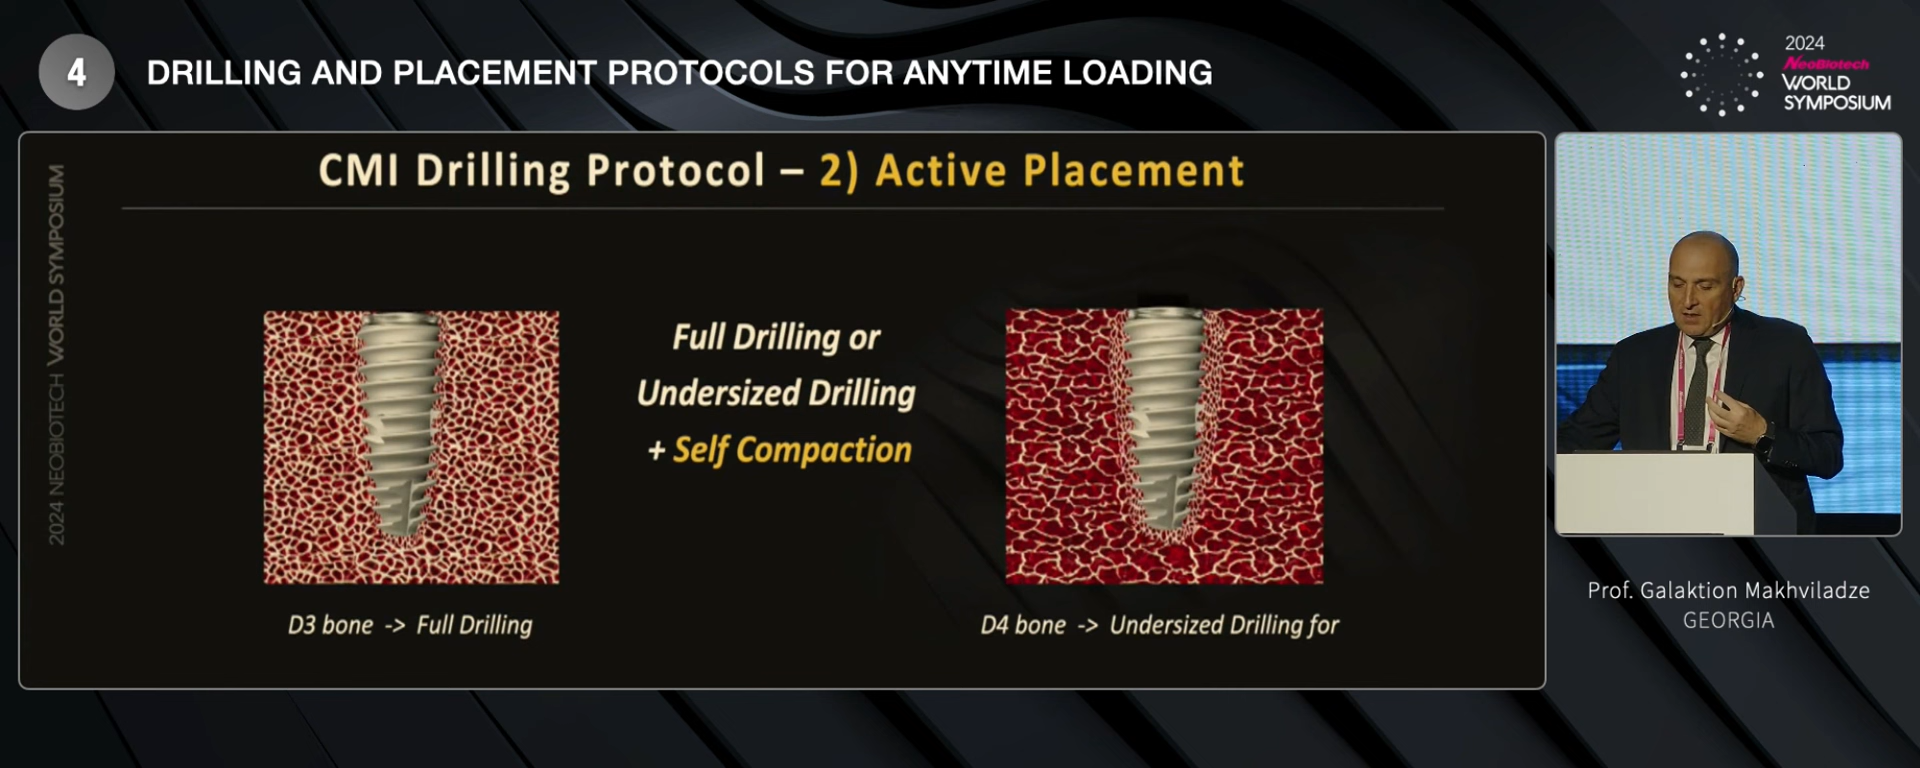 4
DRILLING AND PLACEMENT PROTOCOLS FOR ANYTIME LOADING
2024
NeoBiotech
WORLD
SYMPOSIUM
2024 NEOBIOTECH WORLD SYMPOSIUM
CMI Drilling Protocol – 2) Active Placement
Full Drilling or
Undersized Drilling
+ Self Compaction
D3 bone -> Full Drilling
D4 bone -> Undersized Drilling for
Prof. Galaktion Makhviladze
GEORGIA